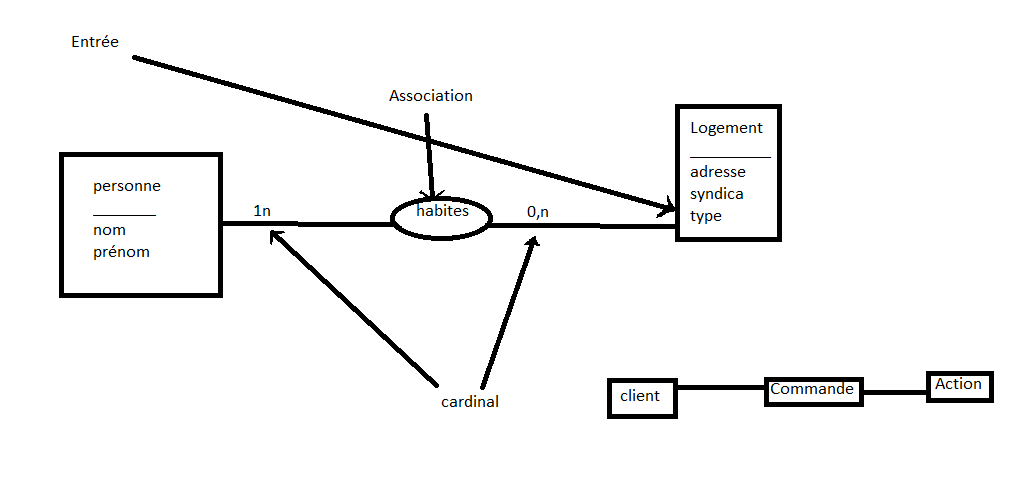 Entrée
Association
Logement
adresse
syndica
type
personne
nom
prénom
1n
habites
0,n
cardinal
client
Commande
Action